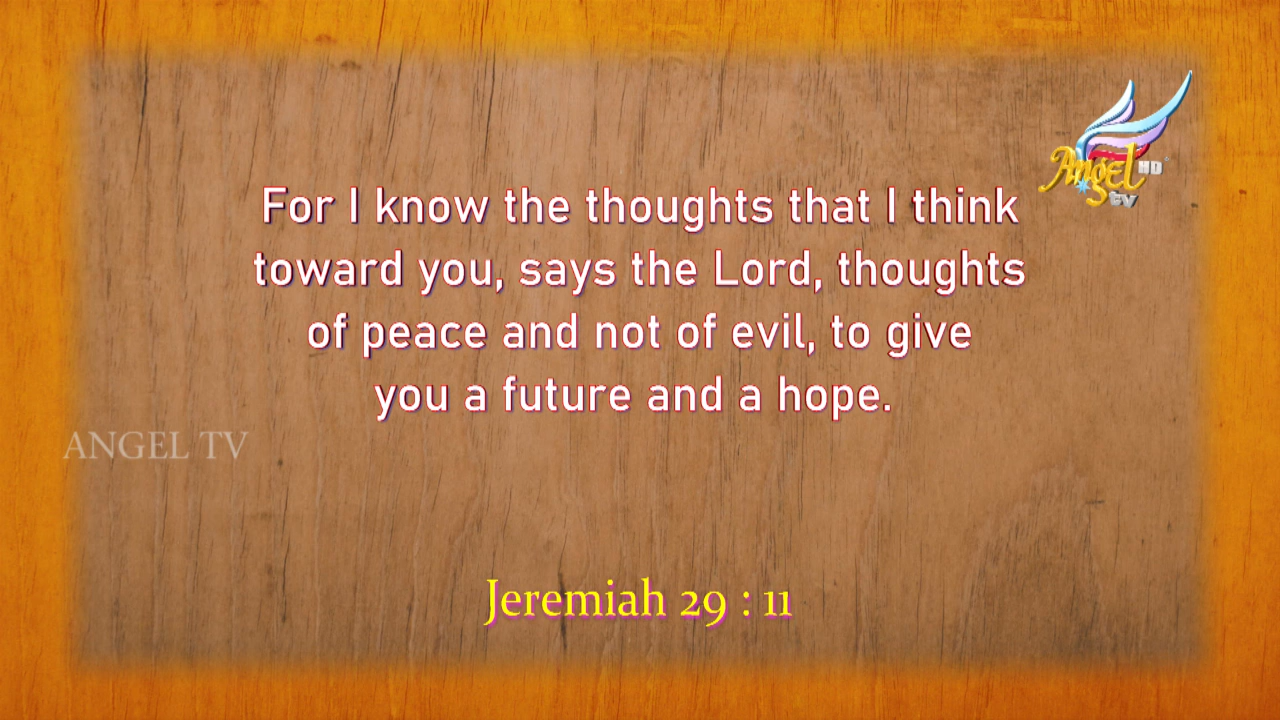 Angel HD
tv
For I know the thoughts that I think
toward you, says the Lord, thoughts
of peace and not of evil, to give
you a future and a hope.
ANGEL TV
Jeremiah 29 : 11